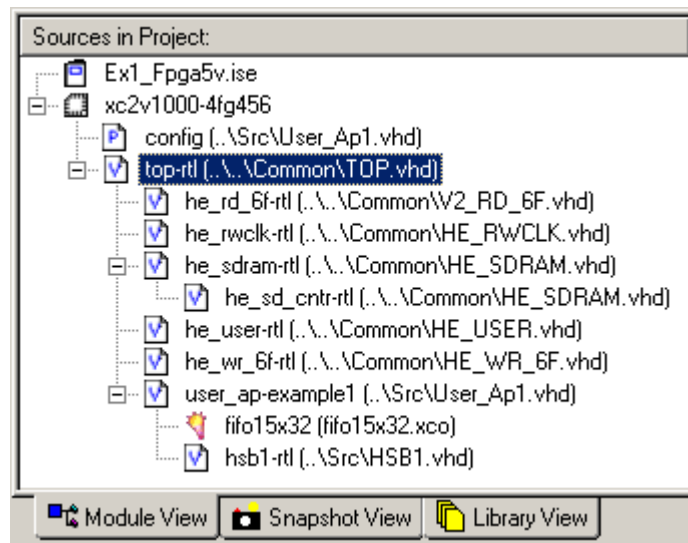 Sources in Project:
Ex1_Fpga5v.ise
xc2v1000-4fg456
config (..\Src\User_Ap1.vhd)
top-rtl (..\..\Common\TOP.vhd)
he_rd_6f-rtl (..\..\Common\V2_RD_6F.vhd)
he_rwclk-rtl (..\..\Common\HE_RWCLK.vhd)
he_sdram-rtl (..\..\Common\HE_SDRAM.vhd)
he_sd_cntr-rtl (..\..\Common\HE_SDRAM.vhd)
he_user-rtl (..\..\Common\HE_USER.vhd)
he_wr_6f-rtl (..\..\Common\HE_WR_6F.vhd)
user_ap-example1 (..\Src\User_Ap1.vhd)
fifo15x32 (fifo15x32.xco)
hsb1-rtl (..\Src\HSB1.vhd)
Module View Snapshot View Library View